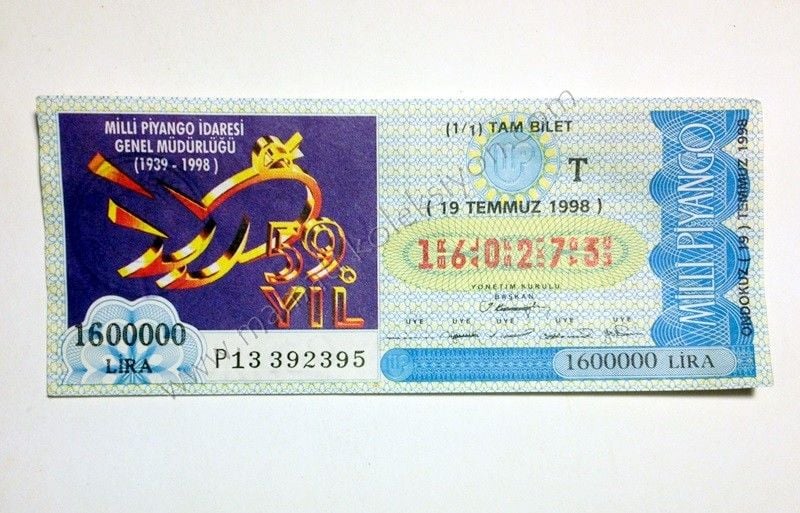 MİLLİ PİYANGO İDARESİ
GENEL MÜDÜRLÜĞÜ
(1939 - 1998)
59.
YIL
1600000
LİRA
P13 392395
(1/1) TAM BİLET
T
( 19 TEMMUZ 1998 )
160273
YÖNETİM KURULU
BAŞKAN
ÜYE ÜYE ÜYE ÜYE
1600000 LİRA
MİLLİ PİYANGO
ONDOKUZ ( 19 ) TEMMUZ 1998